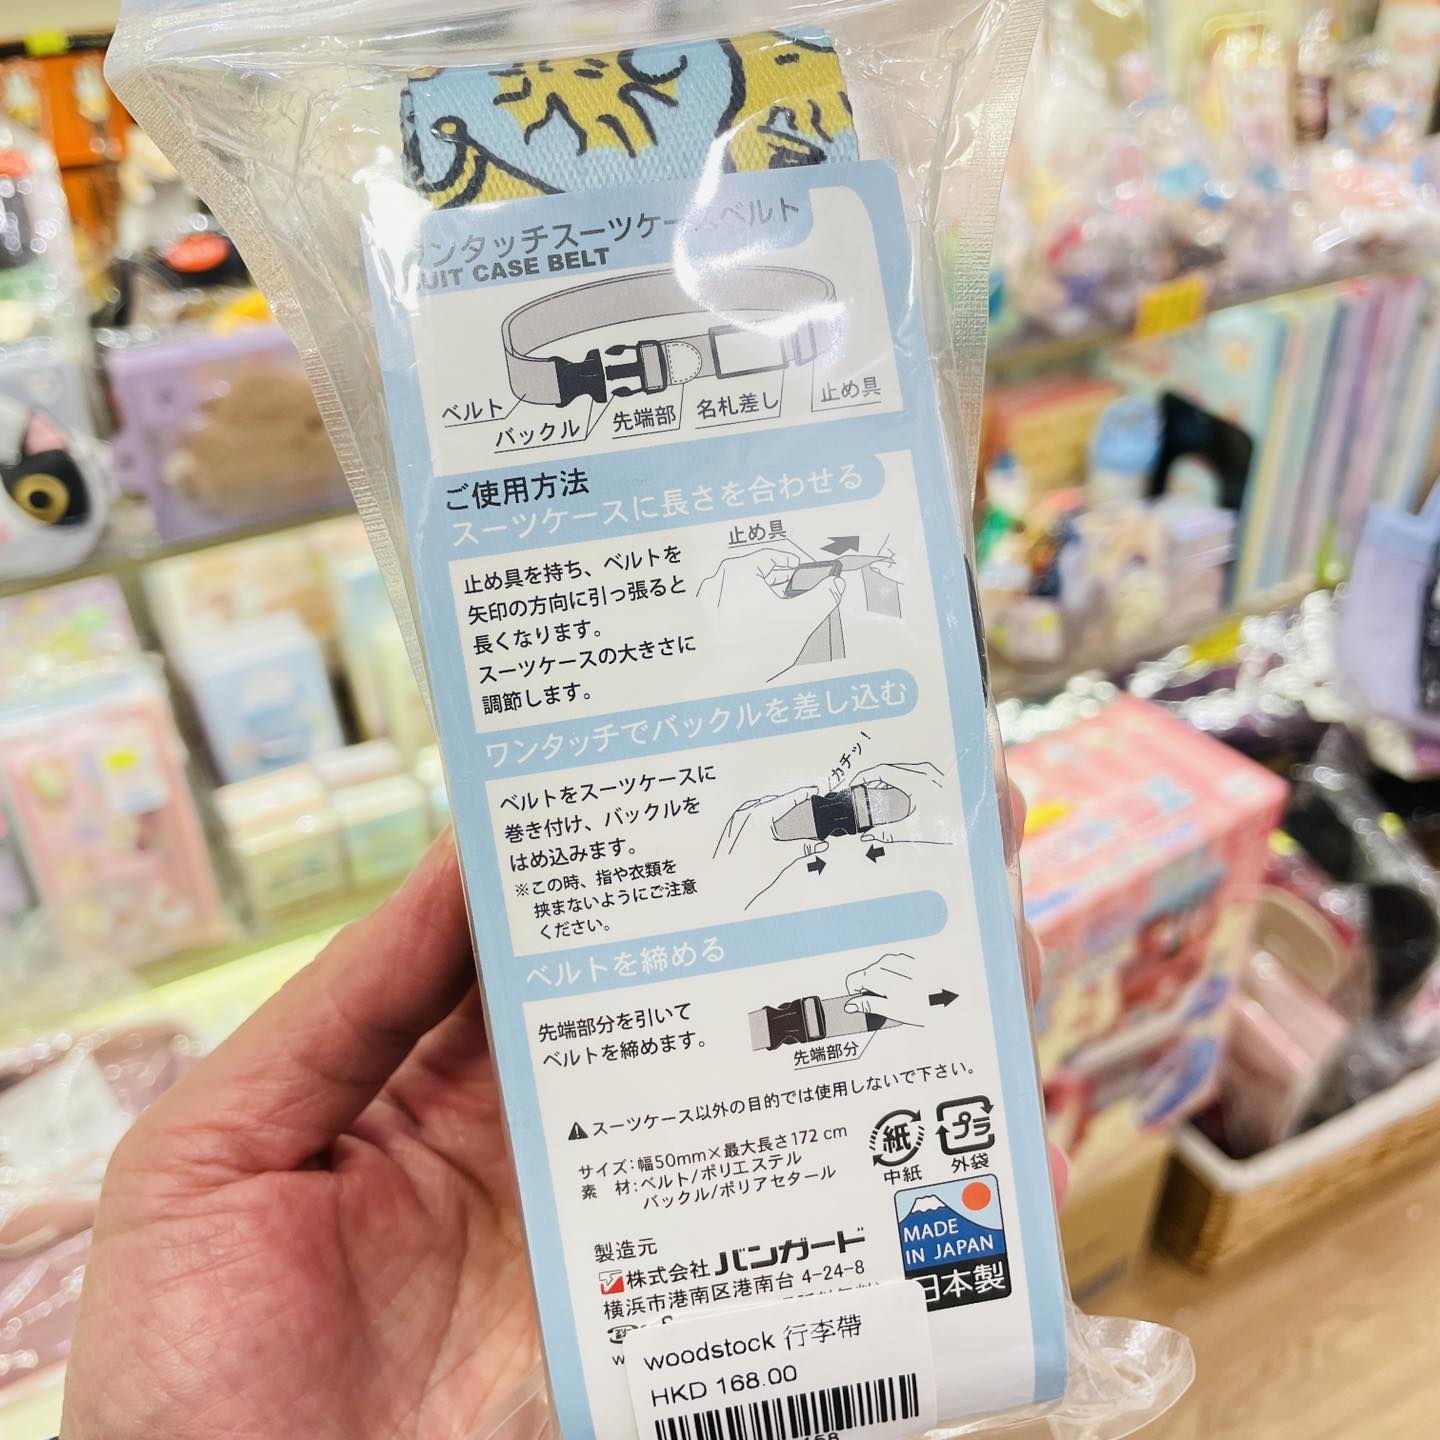 ワンタッチスーツケースベルト
SUIT CASE BELT
ベルト
バックル
先端部
名札差し
止め具
ご使用方法
スーツケースに長さを合わせる
止め具を持ち、ベルトを
矢印の方向に引っ張ると
長くなります。
スーツケースの大きさに
調節します。
止め具
ワンタッチでバックルを差し込む
ベルトをスーツケースに
巻き付け、バックルを
はめ込みます。
※この時、指や衣類を
挟まないようにご注意
ください。
カチッ!
ベルトを締める
先端部分を引いて
ベルトを締めます。
先端部分
スーツケース以外の目的では使用しないで下さい。
サイズ:幅50mm×最大長さ172 cm
素 材:ベルト/ポリエステル
バックル/ポリアセタール
紙
中紙
プラ
外袋
製造元
株式会社バンガード
横浜市港南区港南台 4-24-8
MADE
IN JAPAN
日本製
woodstock 行李帶
HKD 168.00